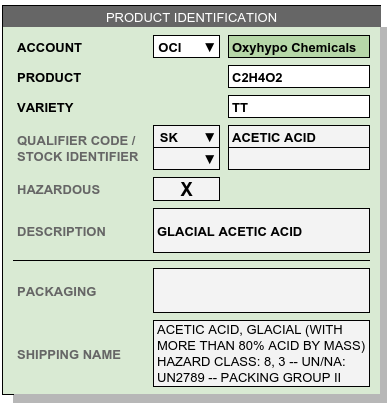 PRODUCT IDENTIFICATION
ACCOUNT OCI ▼ Oxyhypo Chemicals
PRODUCT C2H4O2
VARIETY TT
QUALIFIER CODE / SK ▼ ACETIC ACID
STOCK IDENTIFIER ▼
HAZARDOUS X
DESCRIPTION GLACIAL ACETIC ACID
PACKAGING
SHIPPING NAME
ACETIC ACID, GLACIAL (WITH
MORE THAN 80% ACID BY MASS)
HAZARD CLASS: 8, 3 -- UN/NA:
UN2789 -- PACKING GROUP II